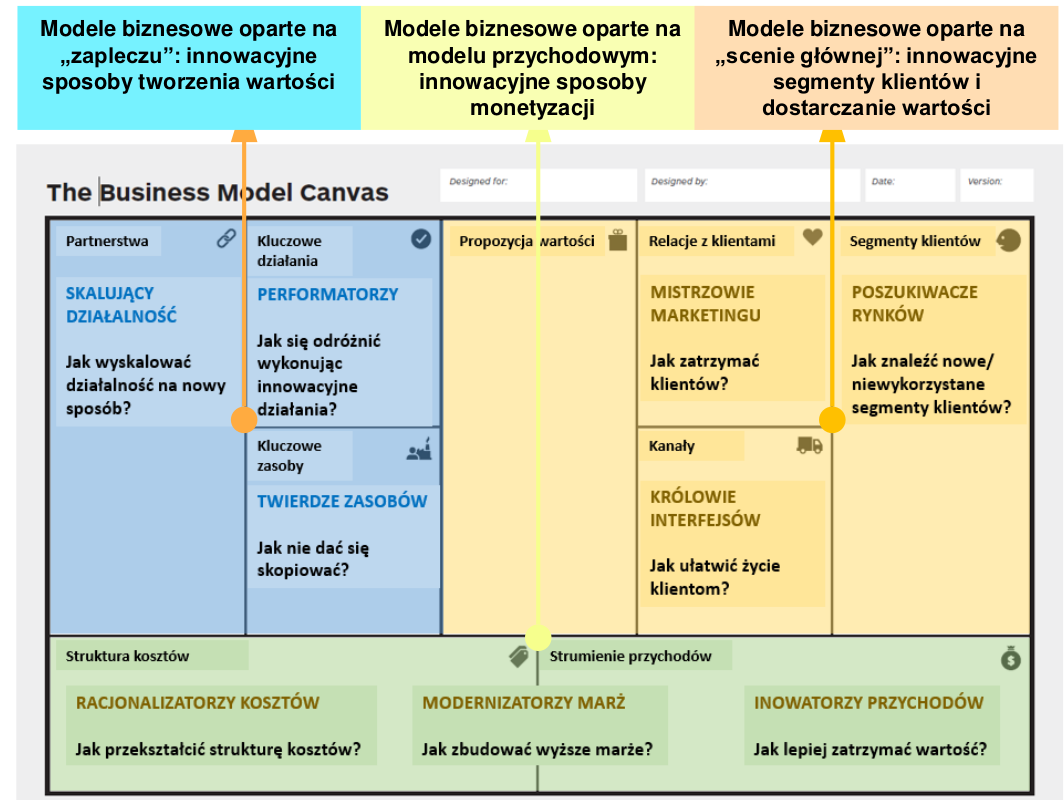 Modele biznesowe oparte na
„zapleczu”: innowacyjne
sposoby tworzenia wartości
Modele biznesowe oparte na
modelu przychodowym:
innowacyjne sposoby
monetyzacji
Modele biznesowe oparte na
„scenie głównej”: innowacyjne
segmenty klientów i
dostarczanie wartości
The Business Model Canvas
Designed for:
Designed by:
Date:
Version:
Partnerstwa
SKALUJĄCY
DZIAŁALNOŚĆ
Jak wyskalować
działalność na nowy
sposób?
Kluczowe
działania
PERFORMATORZY
Jak się odróżnić
wykonując
innowacyjne
działania?
Kluczowe
zasoby
TWIERDZE ZASOBÓW
Jak nie dać się
skopiować?
Propozycja wartości
Relacje z klientami
MISTRZOWIE
MARKETINGU
Jak zatrzymać
klientów?
Kanały
KRÓLOWIE
INTERFEJSÓW
Jak ułatwić życie
klientom?
Segmenty klientów
POSZUKIWACZE
RYNKÓW
Jak znaleźć nowe/
niewykorzystane
segmenty klientów?
Struktura kosztów
RACJONALIZATORZY KOSZTÓW
Jak przekształcić strukturę kosztów?
MODERNIZATORZY MARŻ
Jak zbudować wyższe marże?
Strumienie przychodów
INOWATORZY PRZYCHODÓW
Jak lepiej zatrzymać wartość?